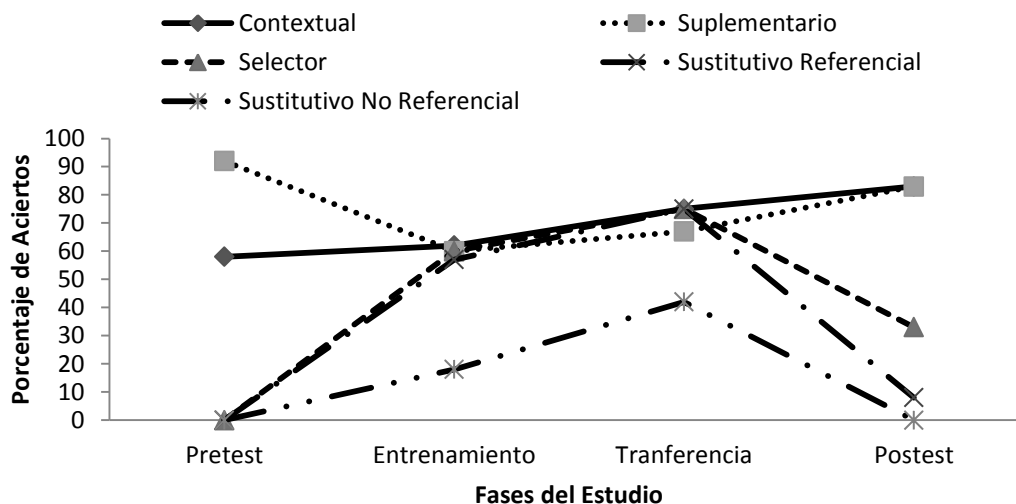 Contextual
Suplementario
Selector
Sustitutivo Referencial
Sustitutivo No Referencial
100
90
80
70
60
50
40
30
20
10
0
Porcentaje de Aciertos
Pretest
Entrenamiento
Tranferencia
Postest
Fases del Estudio